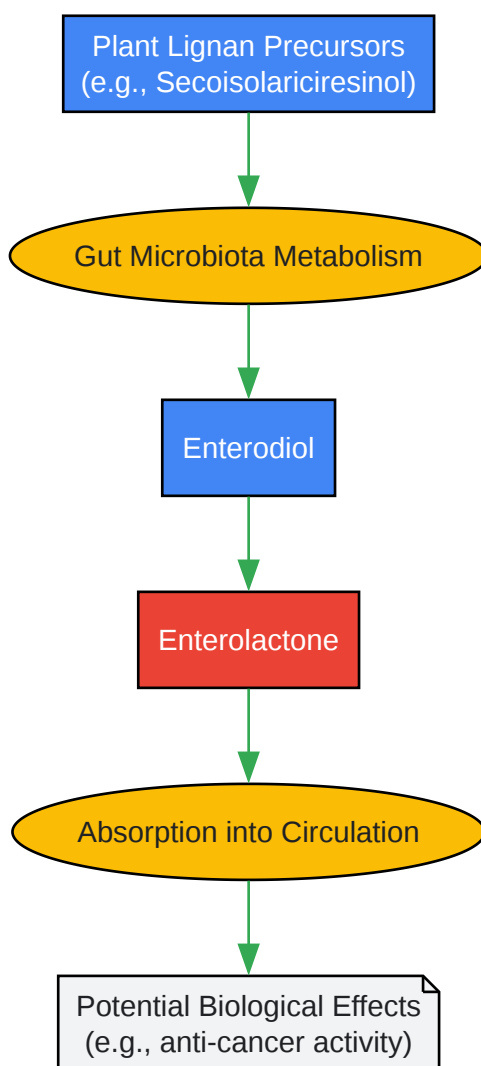 Plant Lignan Precursors
(e.g., Secoisolariciresinol)
Gut Microbiota Metabolism
Enterodiol
Enterolactone
Absorption into Circulation
Potential Biological Effects
(e.g., anti-cancer activity)